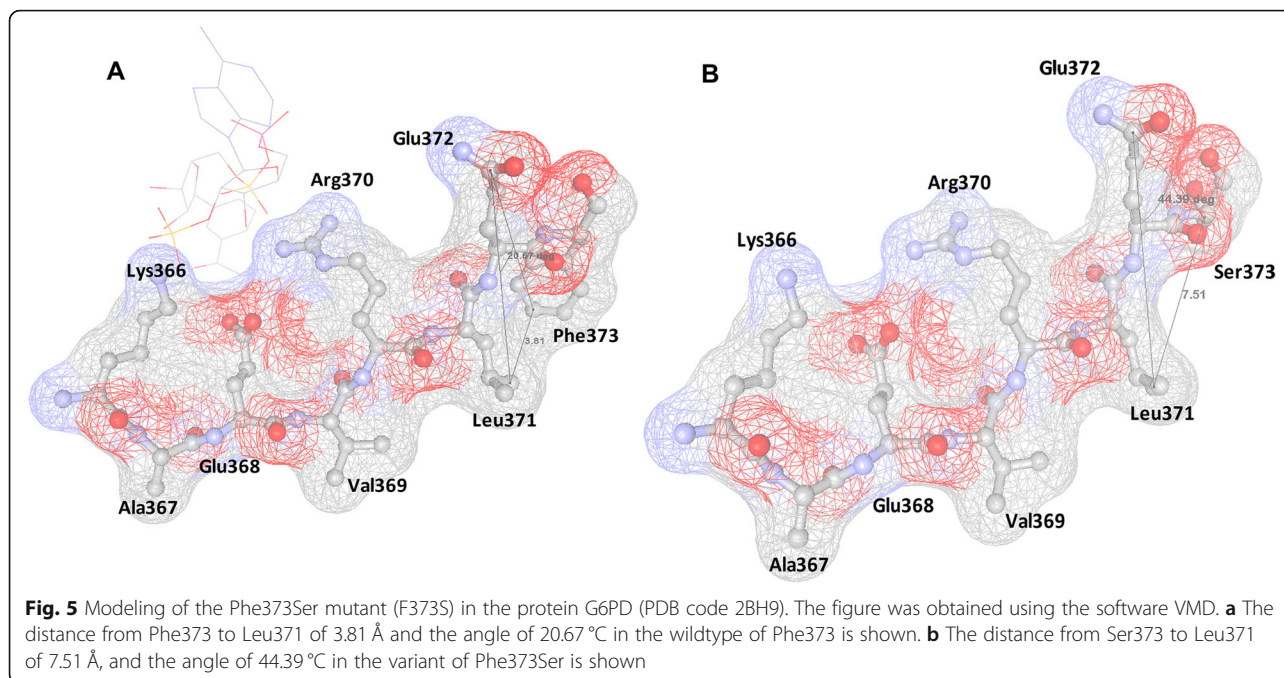 A
B
Glu372
Arg370
Lys366
20.67 deg
3.81
Phe373
Leu371
Glu368
Val369
Ala367
Glu372
Arg370
Lys366
44.39 deg
Ser373
7.51
Leu371
Glu368
Val369
Ala367
Fig. 5 Modeling of the Phe373Ser mutant (F373S) in the protein G6PD (PDB code 2BH9). The figure was obtained using the software VMD. a The
distance from Phe373 to Leu371 of 3.81 Å and the angle of 20.67 °C in the wildtype of Phe373 is shown. b The distance from Ser373 to Leu371
of 7.51 Å, and the angle of 44.39 °C in the variant of Phe373Ser is shown